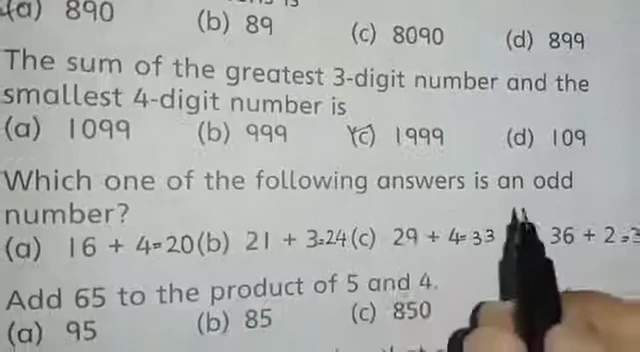 (a) 890 (b) 89 (c) 8090 (d) 899
The sum of the greatest 3-digit number and the
smallest 4-digit number is
(a) 1099 (b) 999 (c) 1999 (d) 109
Which one of the following answers is an odd
number?
(a) 16 + 4=20 (b) 21 + 3=24 (c) 29 + 4=33 36 + 2=3
Add 65 to the product of 5 and 4.
(a) 95 (b) 85 (c) 850